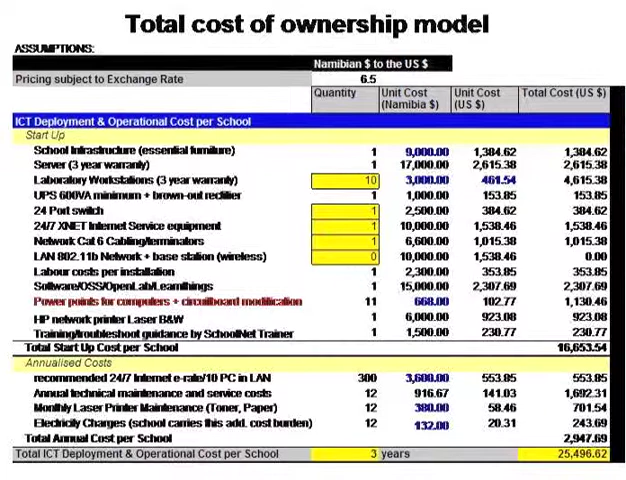 Total cost of ownership model
ASSUMPTIONS:
Namibian $ to the US $
Pricing subject to Exchange Rate 6.5
Quantity Unit Cost (Namibia $) Unit Cost (US $) Total Cost (US $)
ICT Deployment & Operational Cost per School
Start Up
School Infrastructure (essential furniture) 1 9,000.00 1,384.62 1,384.62
Server (3 year warranty) 1 17,000.00 2,615.38 2,615.38
Laboratory Workstations (3 year warranty) 10 3,000.00 461.54 4,615.38
UPS 600VA minimum + brown-out rectifier 1 1,000.00 153.85 153.85
24 Port switch 1 2,500.00 384.62 384.62
24/7 XNET Internet Service equipment 1 10,000.00 1,538.46 1,538.46
Network Cat 6 Cabling/terminators 1 6,600.00 1,015.38 1,015.38
LAN 802.11b Network + base station (wireless) 0 10,000.00 1,538.46 0.00
Labour costs per installation 1 2,300.00 353.85 353.85
Software/OSS/OpenLab/Learnthings 1 15,000.00 2,307.69 2,307.69
Power points for computers + circuitboard modification 11 668.00 102.77 1,130.46
HP network printer Laser B&W 1 6,000.00 923.08 923.08
Training/troubleshoot guidance by SchoolNet Trainer 1 1,500.00 230.77 230.77
Total Start Up Cost per School 16,653.54
Annualised Costs
recommended 24/7 Internet e-rate/10 PC in LAN 300 3,600.00 553.85 553.85
Annual technical maintenance and service costs 12 916.67 141.03 1,692.31
Monthly Laser Printer Maintenance (Toner, Paper) 12 380.00 58.46 701.54
Electricity Charges (school carries this add. cost burden) 12 132.00 20.31 243.69
Total Annual Cost per School 2,947.69
Total ICT Deployment & Operational Cost per School 3 years 25,496.62